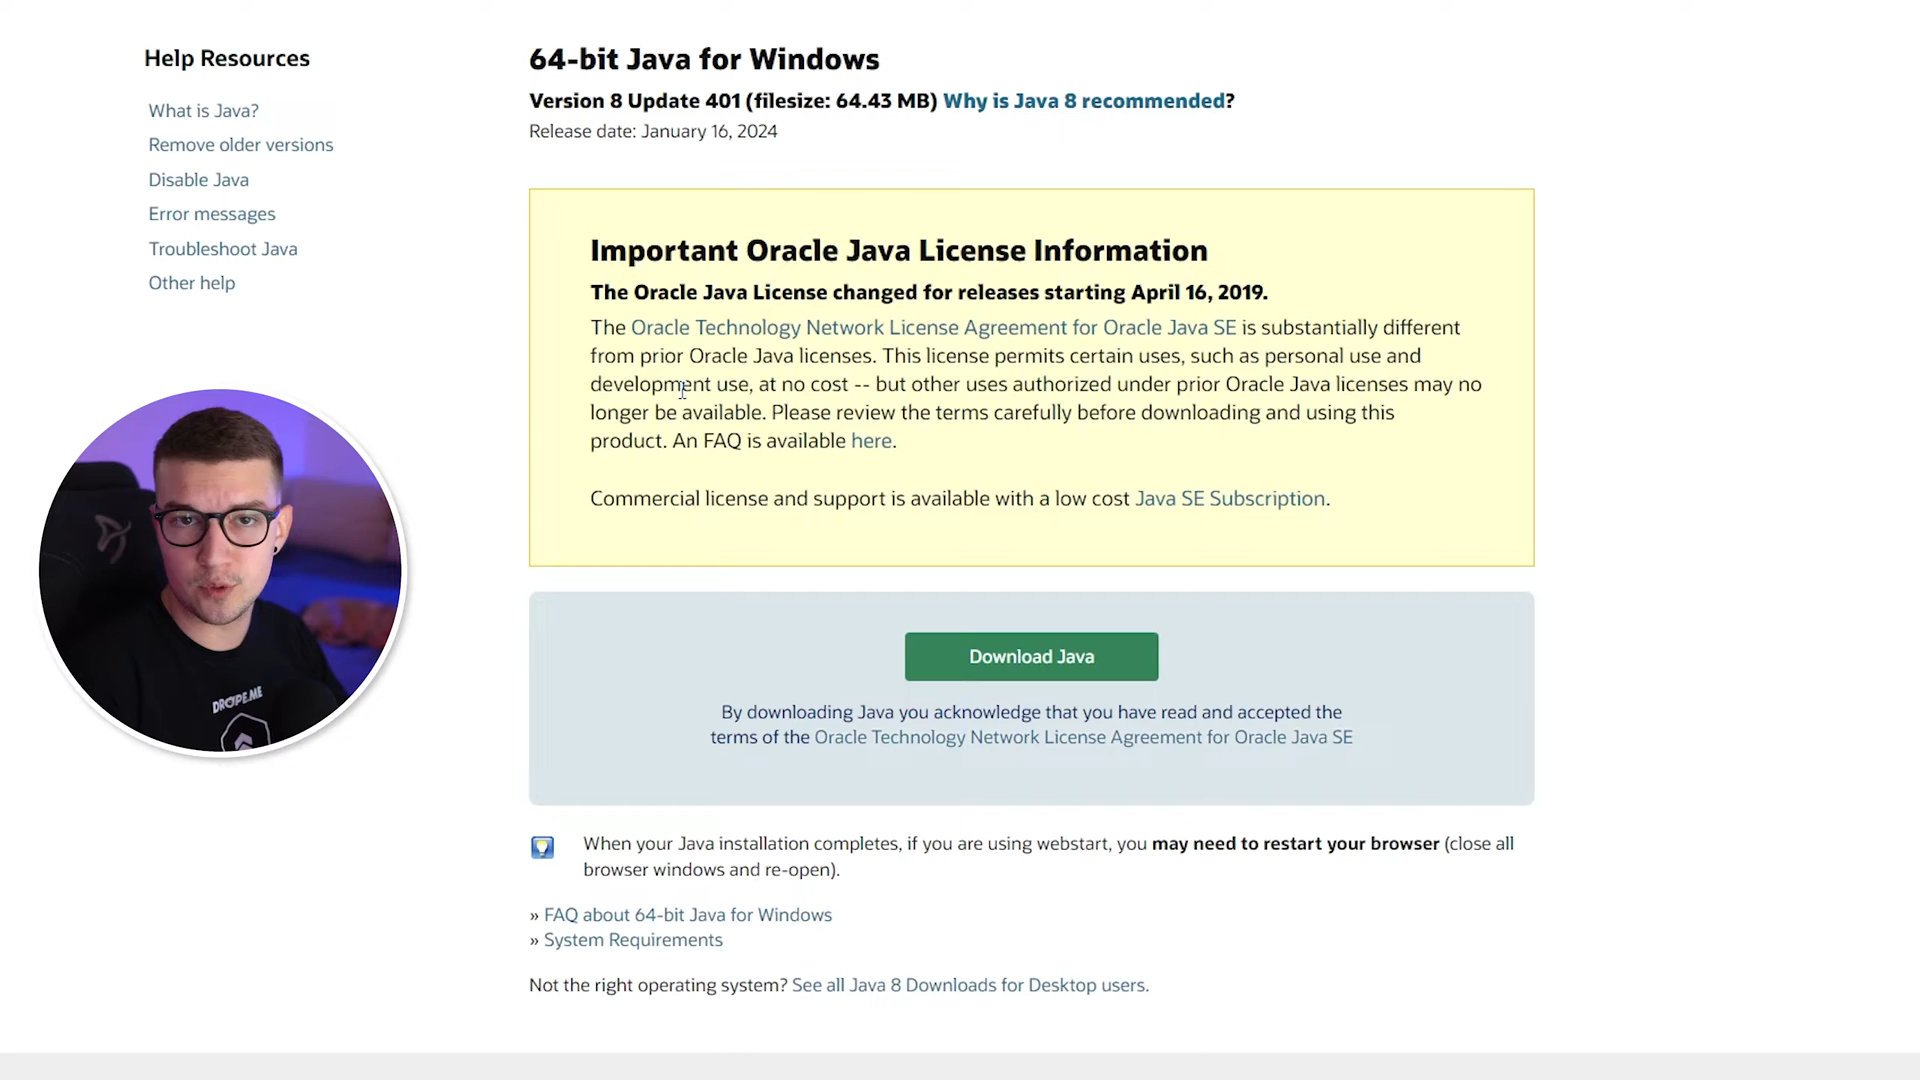 Help Resources
What is Java?
Remove older versions
Disable Java
Error messages
Troubleshoot Java
Other help
64-bit Java for Windows
Version 8 Update 401 (filesize: 64.43 MB) Why is Java 8 recommended?
Release date: January 16, 2024
Important Oracle Java License Information
The Oracle Java License changed for releases starting April 16, 2019.
The Oracle Technology Network License Agreement for Oracle Java SE is substantially different
from prior Oracle Java licenses. This license permits certain uses, such as personal use and
development use, at no cost -- but other uses authorized under prior Oracle Java licenses may no
longer be available. Please review the terms carefully before downloading and using this
product. An FAQ is available here.
Commercial license and support is available with a low cost Java SE Subscription.
Download Java
By downloading Java you acknowledge that you have read and accepted the
terms of the Oracle Technology Network License Agreement for Oracle Java SE
When your Java installation completes, if you are using webstart, you may need to restart your browser (close all
browser windows and re-open).
» FAQ about 64-bit Java for Windows
» System Requirements
Not the right operating system? See all Java 8 Downloads for Desktop users.